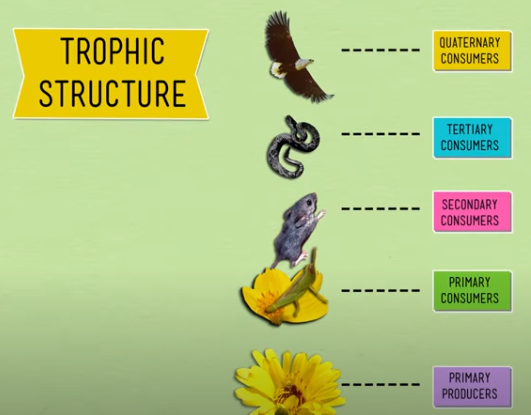 TROPHIC
STRUCTURE
QUATERNARY
CONSUMERS
TERTIARY
CONSUMERS
SECONDARY
CONSUMERS
PRIMARY
CONSUMERS
PRIMARY
PRODUCERS